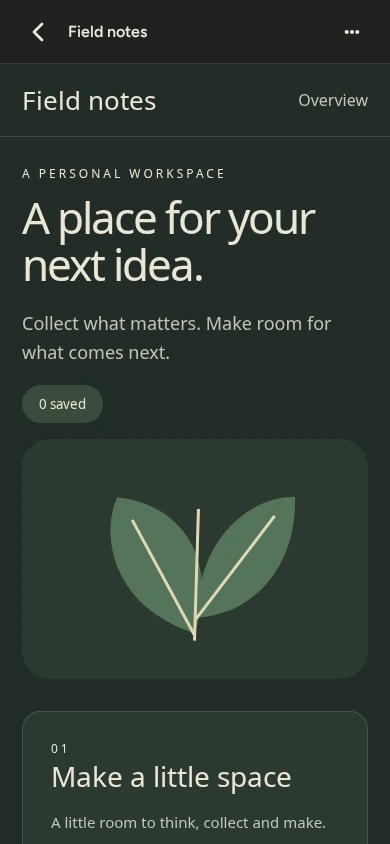 Field notes
Field notes
Overview
A PERSONAL WORKSPACE
A place for your
next idea.
Collect what matters. Make room for
what comes next.
0 saved
01
Make a little space
A little room to think, collect and make.